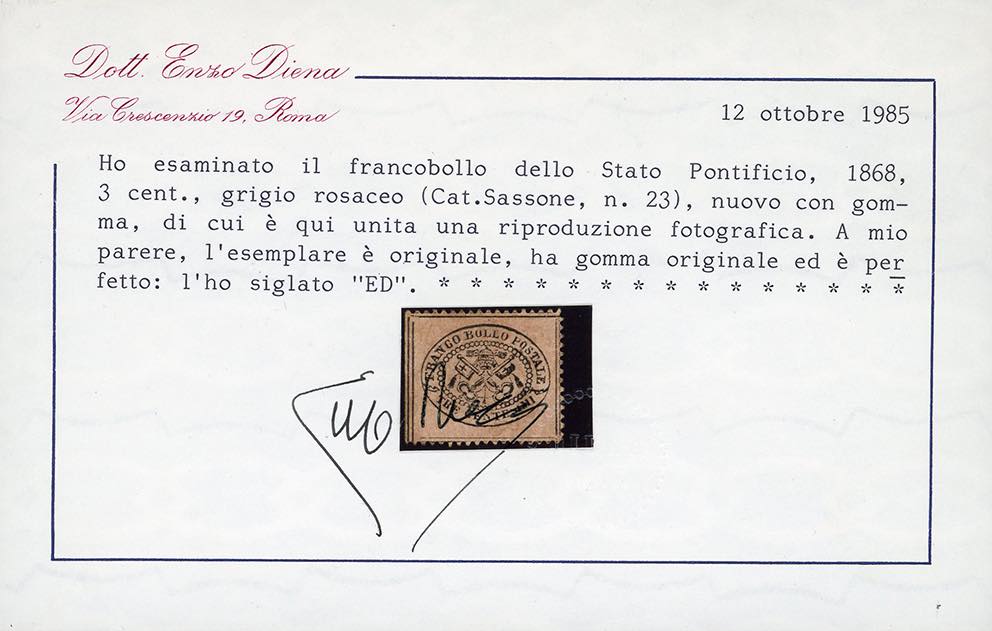 Dott. Enzo Diena
Via Crescenzio 19, Roma
12 ottobre 1985
Ho esaminato il francobollo dello Stato Pontificio, 1868,
3 cent., grigio rosaceo (Cat.Sassone, n. 23), nuovo con gom–
ma, di cui è qui unita una riproduzione fotografica. A mio
parere, l'esemplare è originale, ha gomma originale ed è per
fetto: l'ho siglato "ED". * * * * * * * * * * * * * * * *
FRANCO BOLLO POSTALE